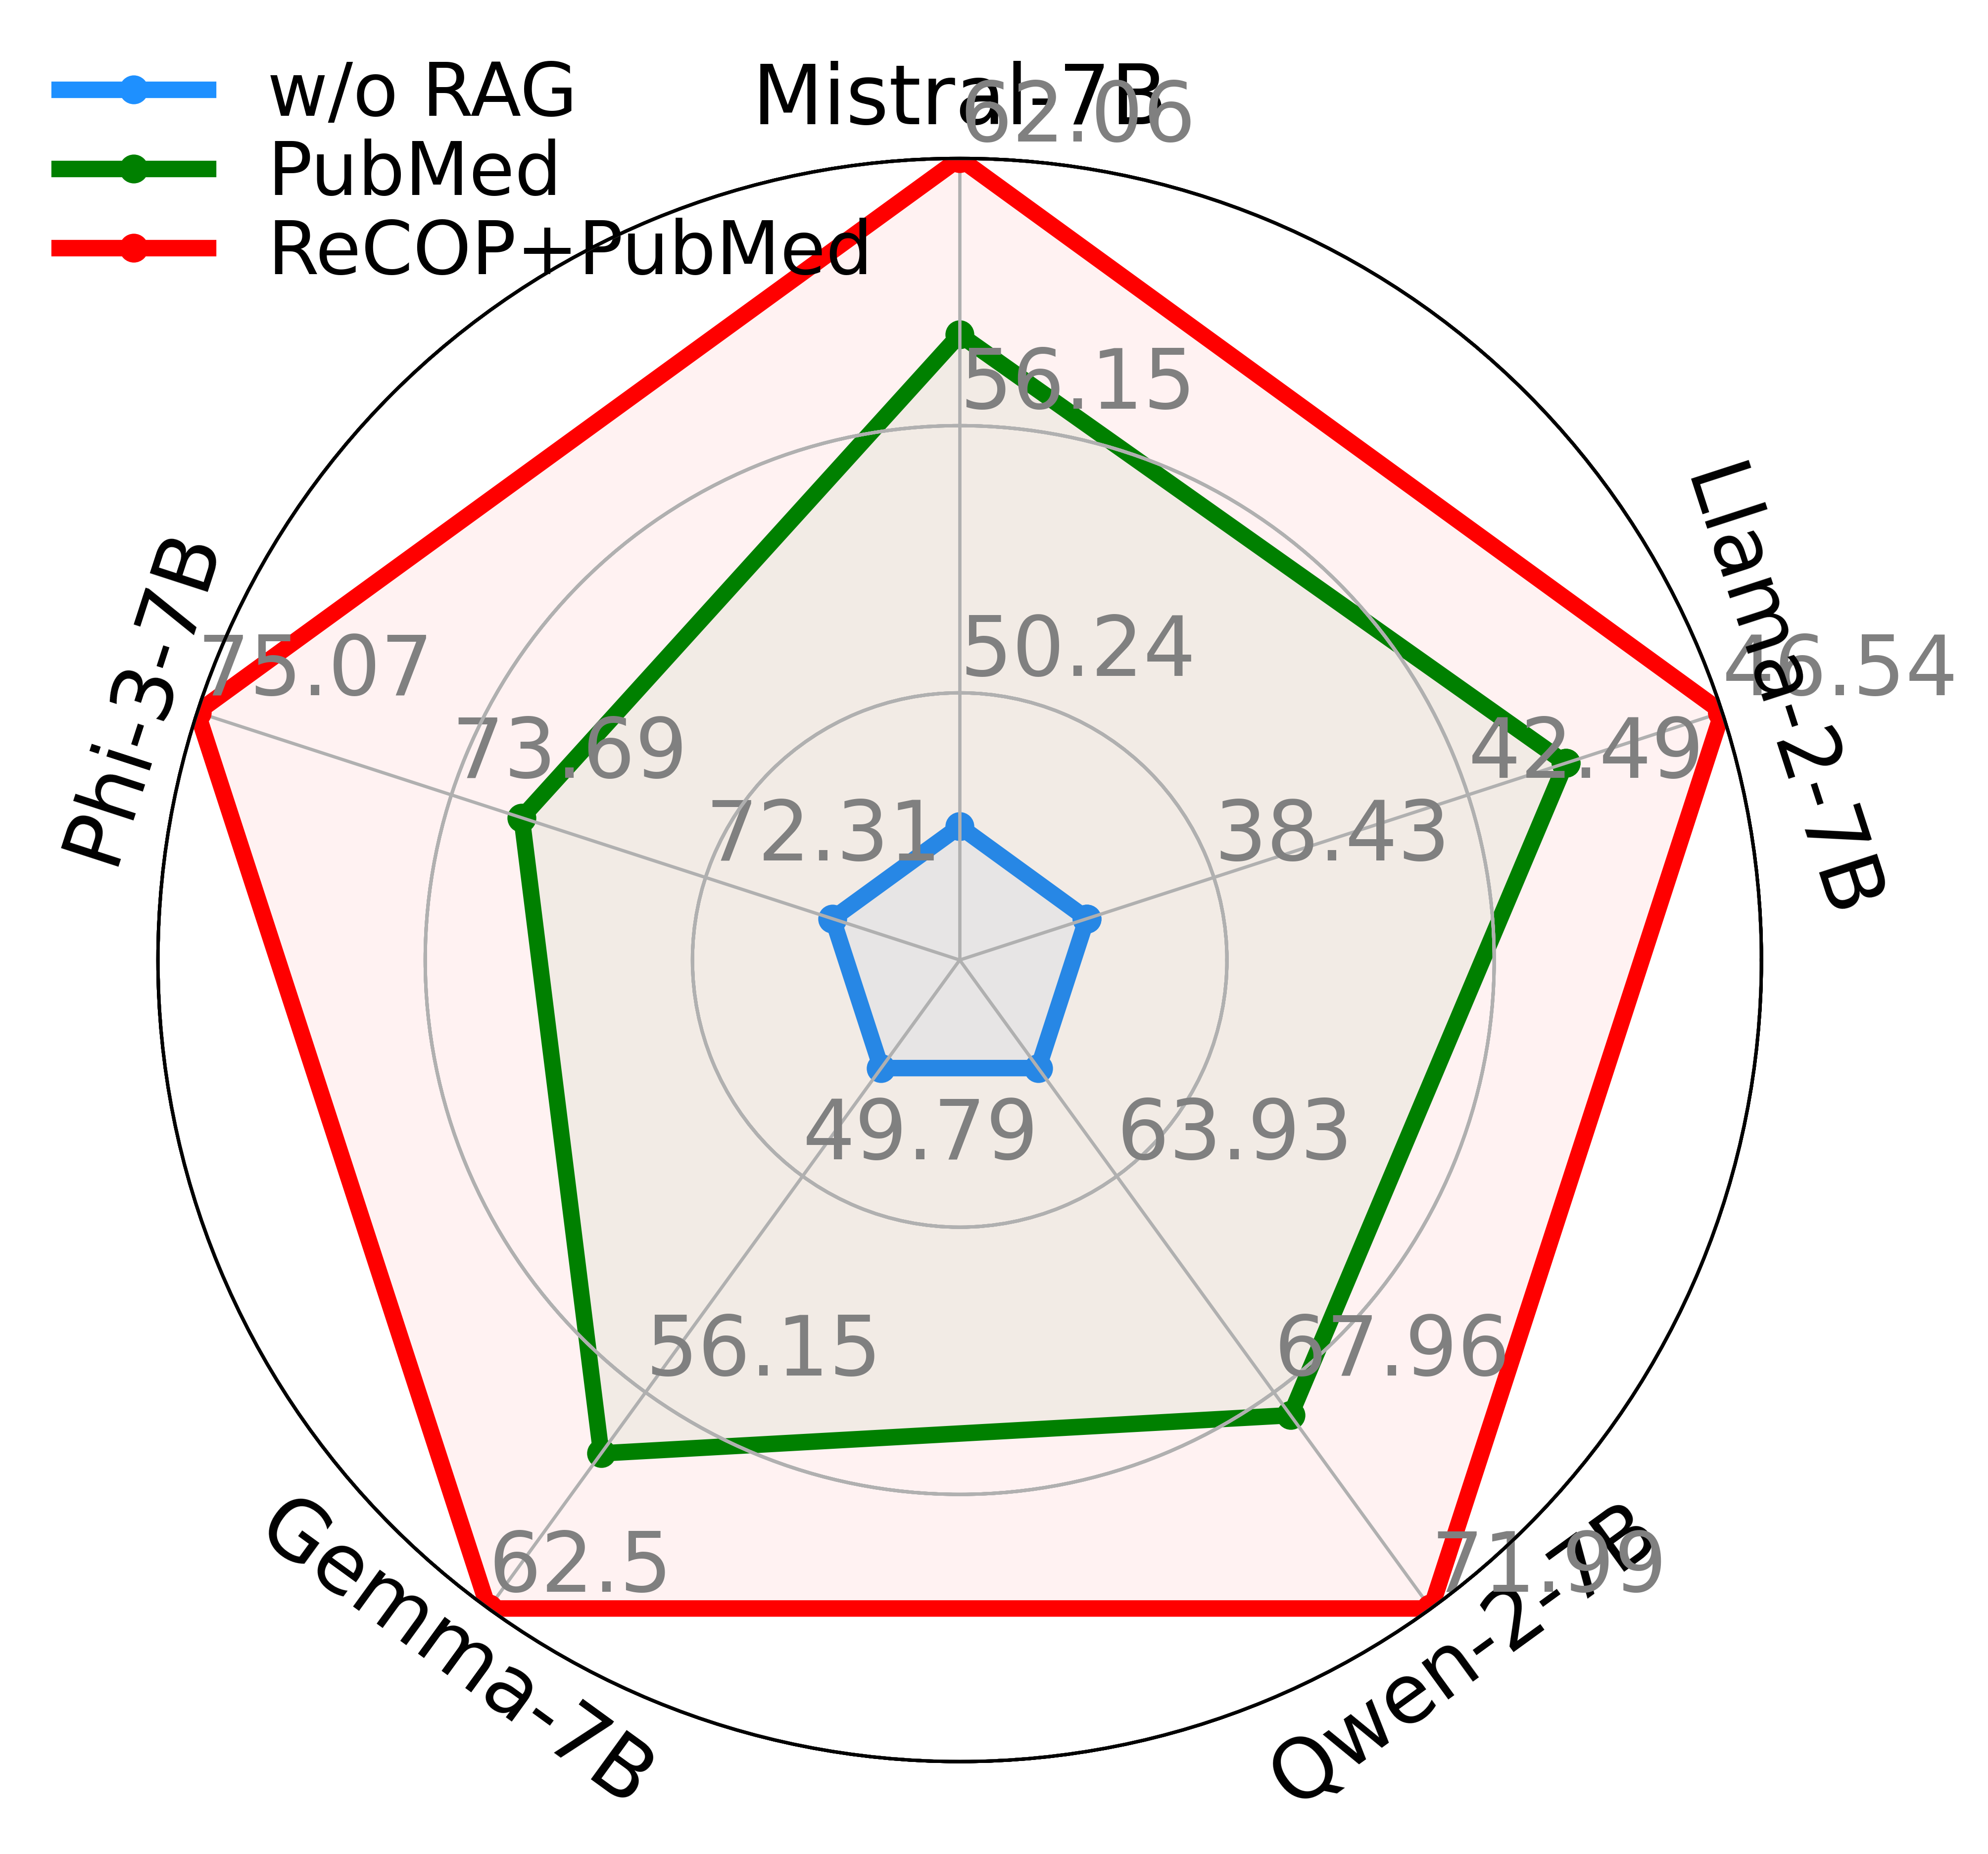 w/o RAG
PubMed
ReCOP+PubMed
Mistral-7B
62.06
56.15
50.24
Llama-2-7B
46.54
42.49
38.43
Phi-3-7B
75.07
73.69
72.31
49.79
63.93
56.15
67.96
62.5
71.99
Gemma-7B
Qwen-2-7B